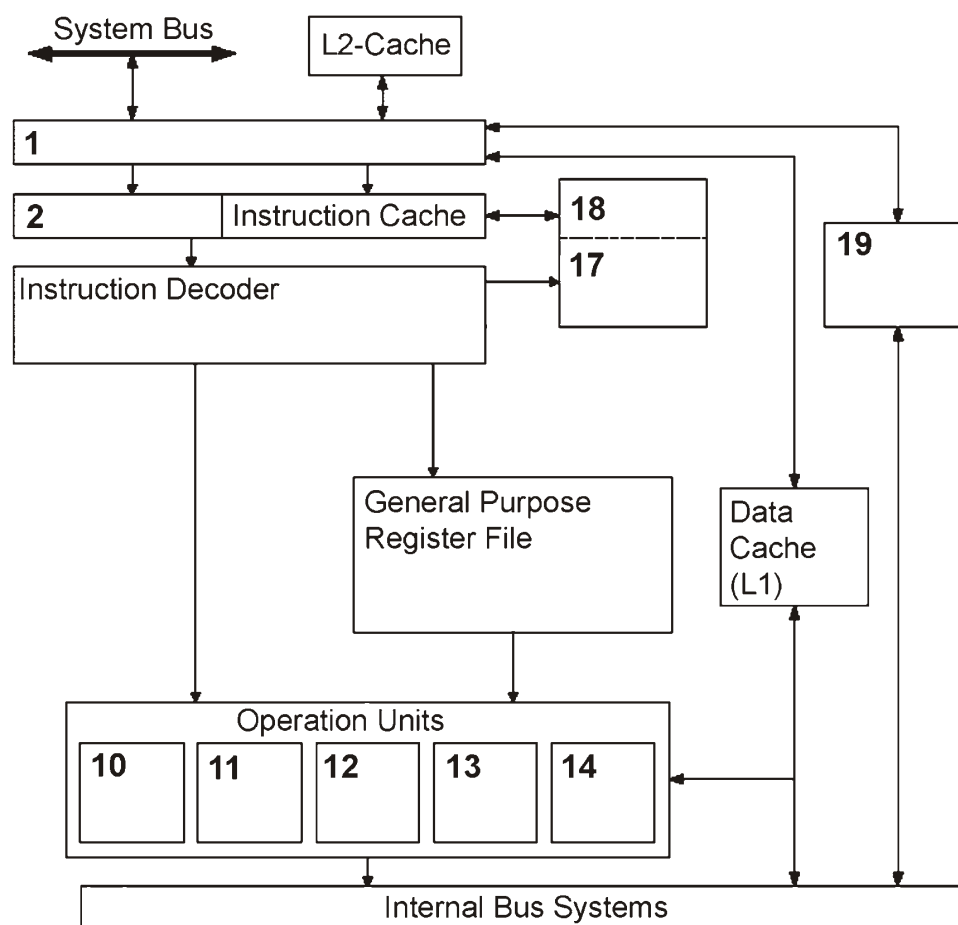 System Bus
L2-Cache
1
2
Instruction Cache
18
17
19
Instruction Decoder
General Purpose
Register File
Data
Cache
(L1)
Operation Units
10
11
12
13
14
Internal Bus Systems